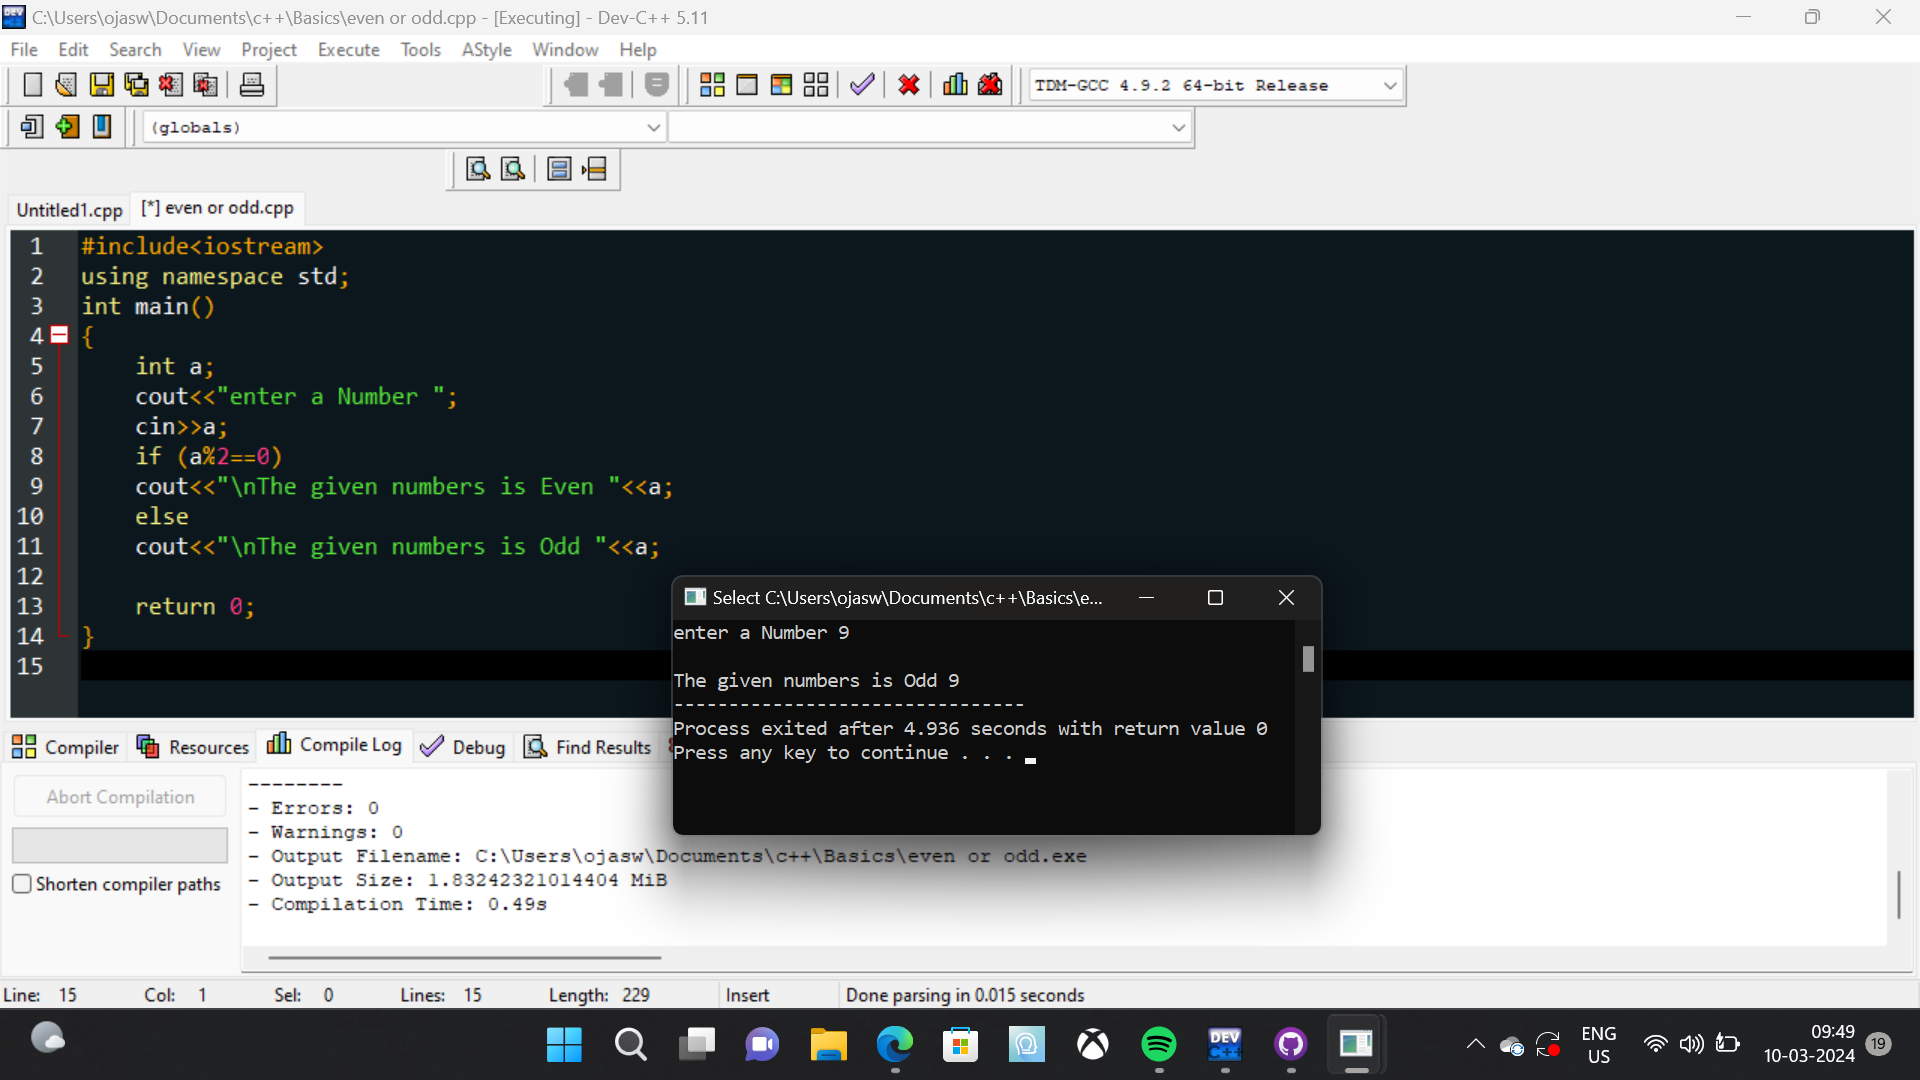 C:\Users\ojasw\Documents\c++\Basics\even or odd.cpp - [Executing] - Dev-C++ 5.11
File Edit Search View Project Execute Tools AStyle Window Help
TDM-GCC 4.9.2 64-bit Release
(globals)
Untitled1.cpp [*] even or odd.cpp
1 #include<iostream>
2 using namespace std;
3 int main()
4 {
5 int a;
6 cout<<"enter a Number ";
7 cin>>a;
8 if (a%2==0)
9 cout<<"\nThe given numbers is Even "<<a;
10 else
11 cout<<"\nThe given numbers is Odd "<<a;
12
13 return 0;
14 }
15
Select C:\Users\ojasw\Documents\c++\Basics\e...
enter a Number 9
The given numbers is Odd 9
--------------------------------
Process exited after 4.936 seconds with return value 0
Press any key to continue . . .
Compiler Resources Compile Log Debug Find Results
Abort Compilation
Shorten compiler paths
--------
- Errors: 0
- Warnings: 0
- Output Filename: C:\Users\ojasw\Documents\c++\Basics\even or odd.exe
- Output Size: 1.83242321014404 MiB
- Compilation Time: 0.49s
Line: 15 Col: 1 Sel: 0 Lines: 15 Length: 229 Insert Done parsing in 0.015 seconds
DEV C++
ENG
US
09:49
10-03-2024
19